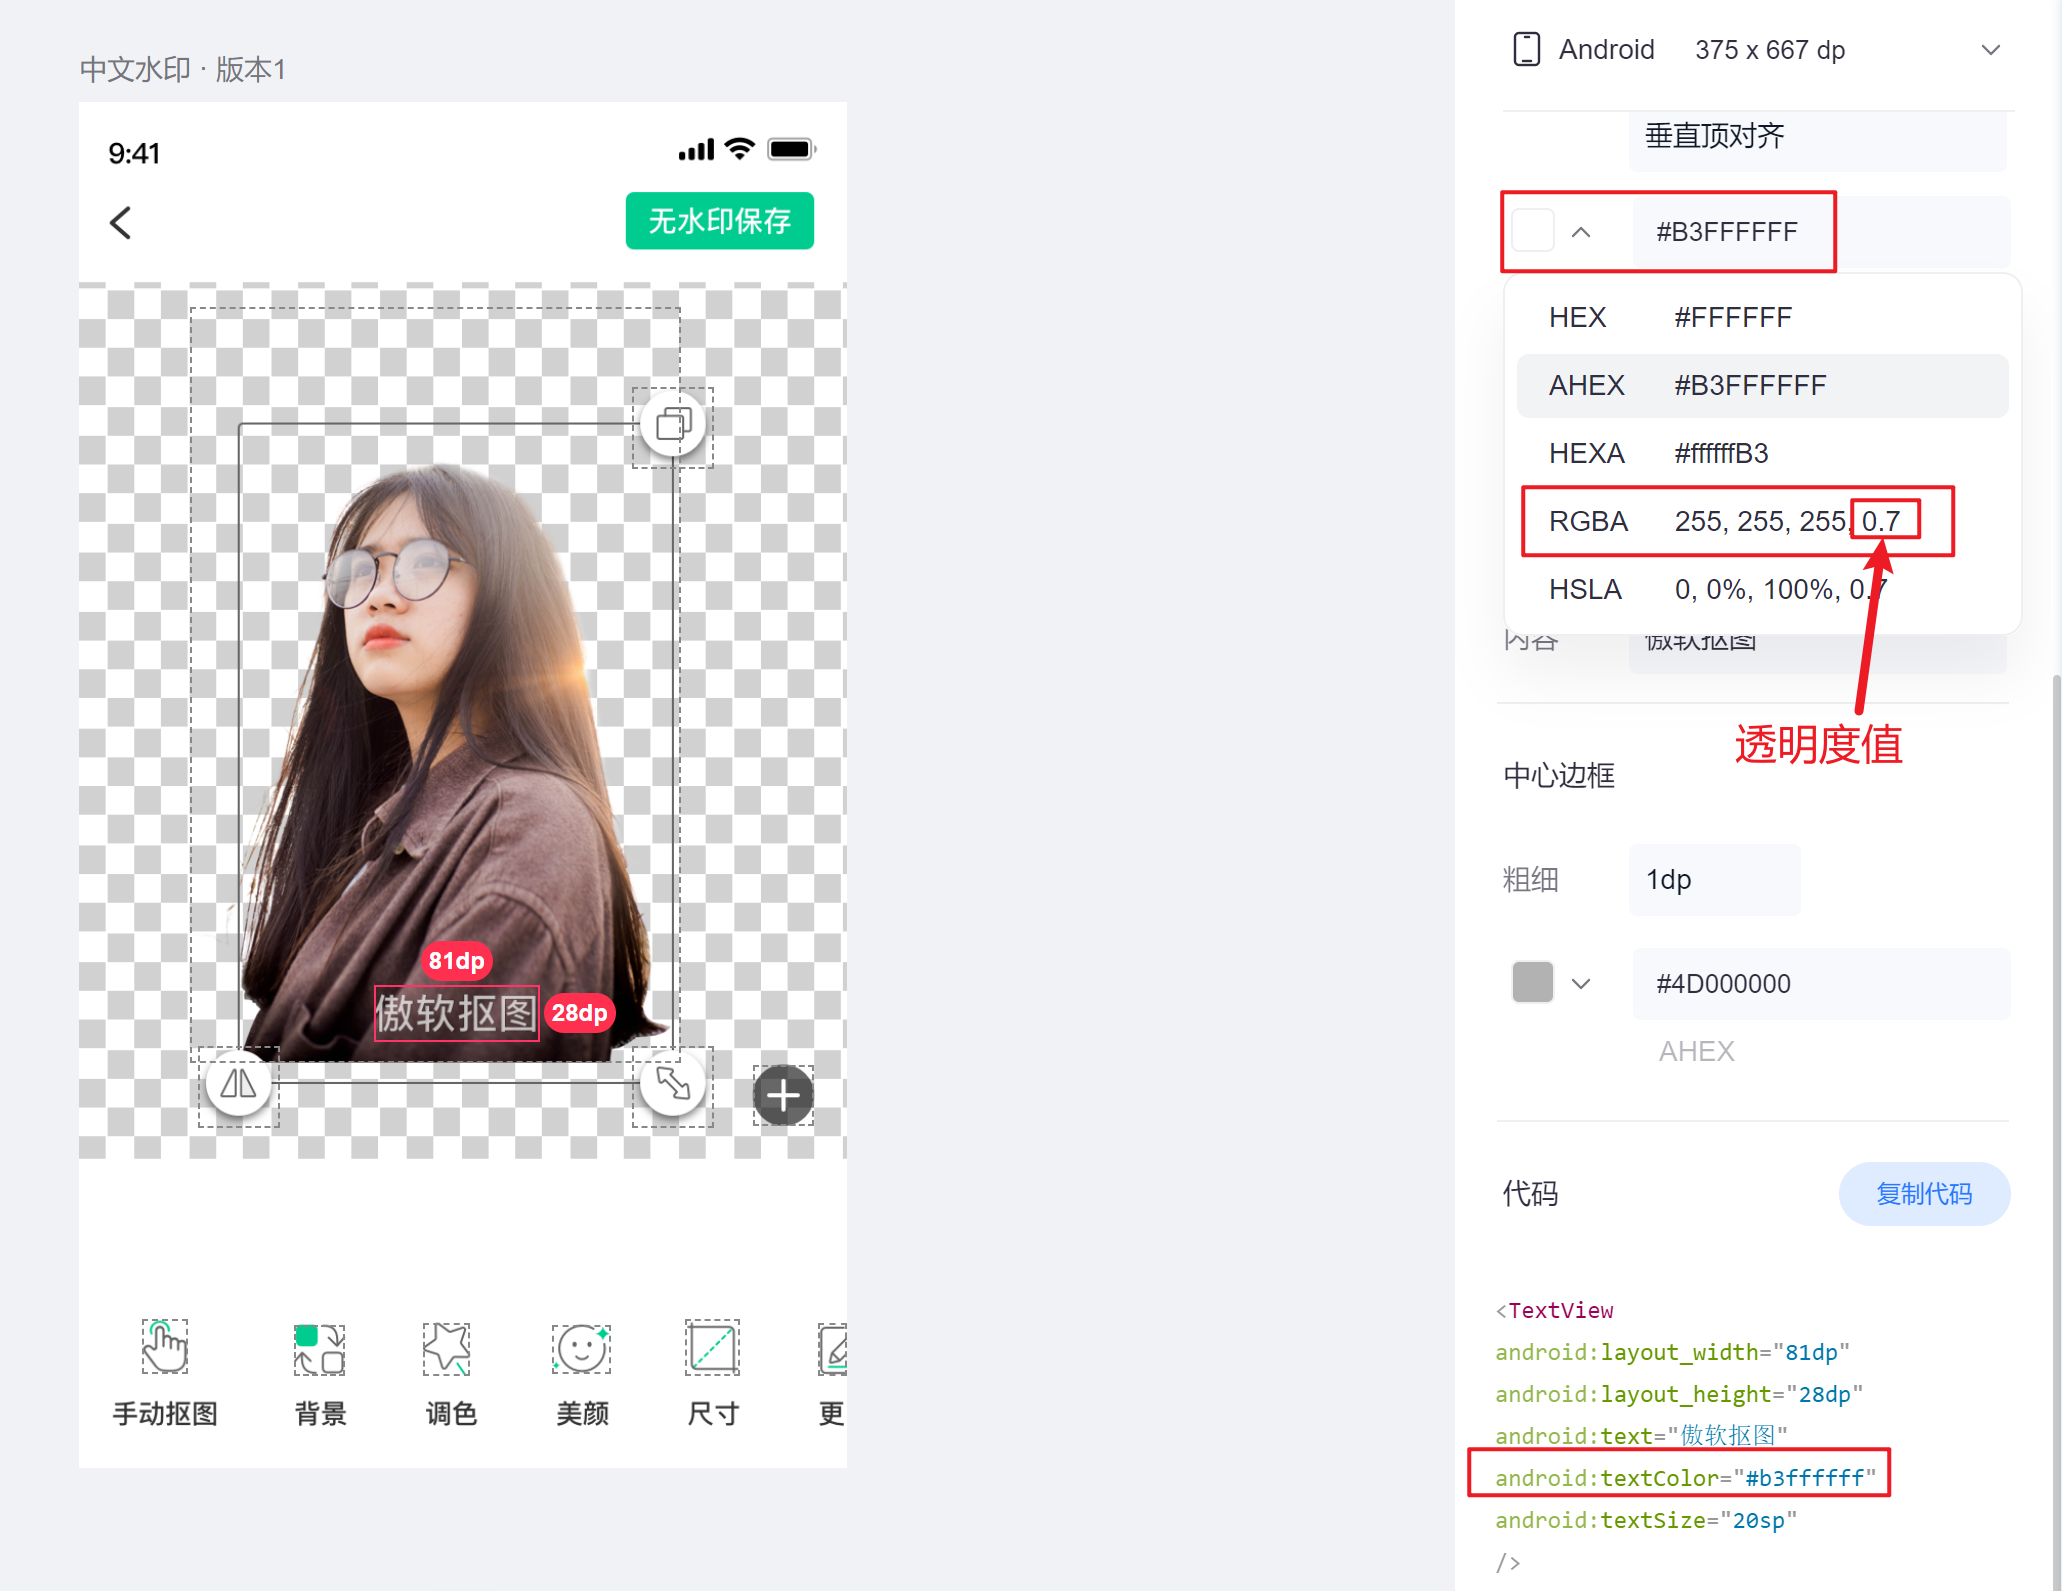 中文水印 · 版本1
9:41
无水印保存
81dp
傲软抠图
28dp
手动抠图
背景
调色
美颜
尺寸
更
Android 375 x 667 dp
垂直顶对齐
#B3FFFFFF
HEX #FFFFFF
AHEX #B3FFFFFF
HEXA #ffffffB3
RGBA 255, 255, 255, 0.7
HSLA 0, 0%, 100%, 0.7
内容 傲软抠图
透明度值
中心边框
粗细 1dp
#4D000000
AHEX
代码 复制代码
<TextView
android:layout_width="81dp"
android:layout_height="28dp"
android:text="傲软抠图"
android:textColor="#b3ffffff"
android:textSize="20sp"
/>